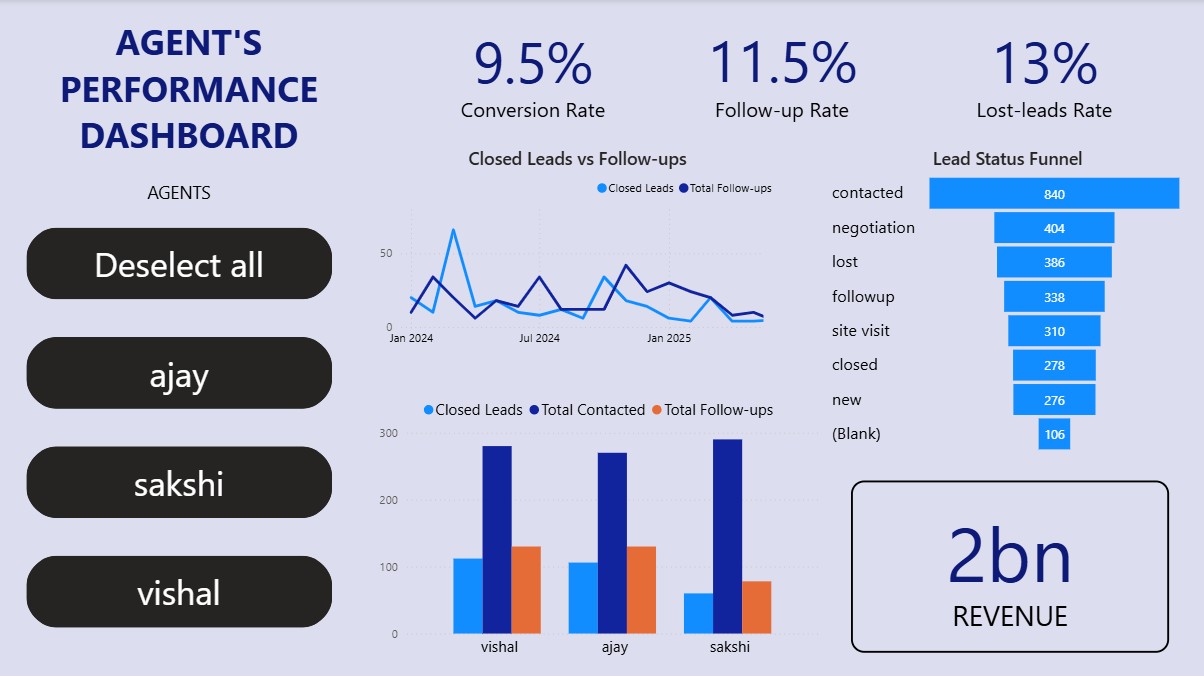 AGENT'S
PERFORMANCE
DASHBOARD
AGENTS
Deselect all
ajay
sakshi
vishal
9.5%
Conversion Rate
11.5%
Follow-up Rate
13%
Lost-leads Rate
Closed Leads vs Follow-ups
Closed Leads Total Follow-ups
50
0
Jan 2024 Jul 2024 Jan 2025
Closed Leads Total Contacted Total Follow-ups
300
200
100
0
vishal ajay sakshi
Lead Status Funnel
contacted 840
negotiation 404
lost 386
followup 338
site visit 310
closed 278
new 276
(Blank) 106
2bn
REVENUE